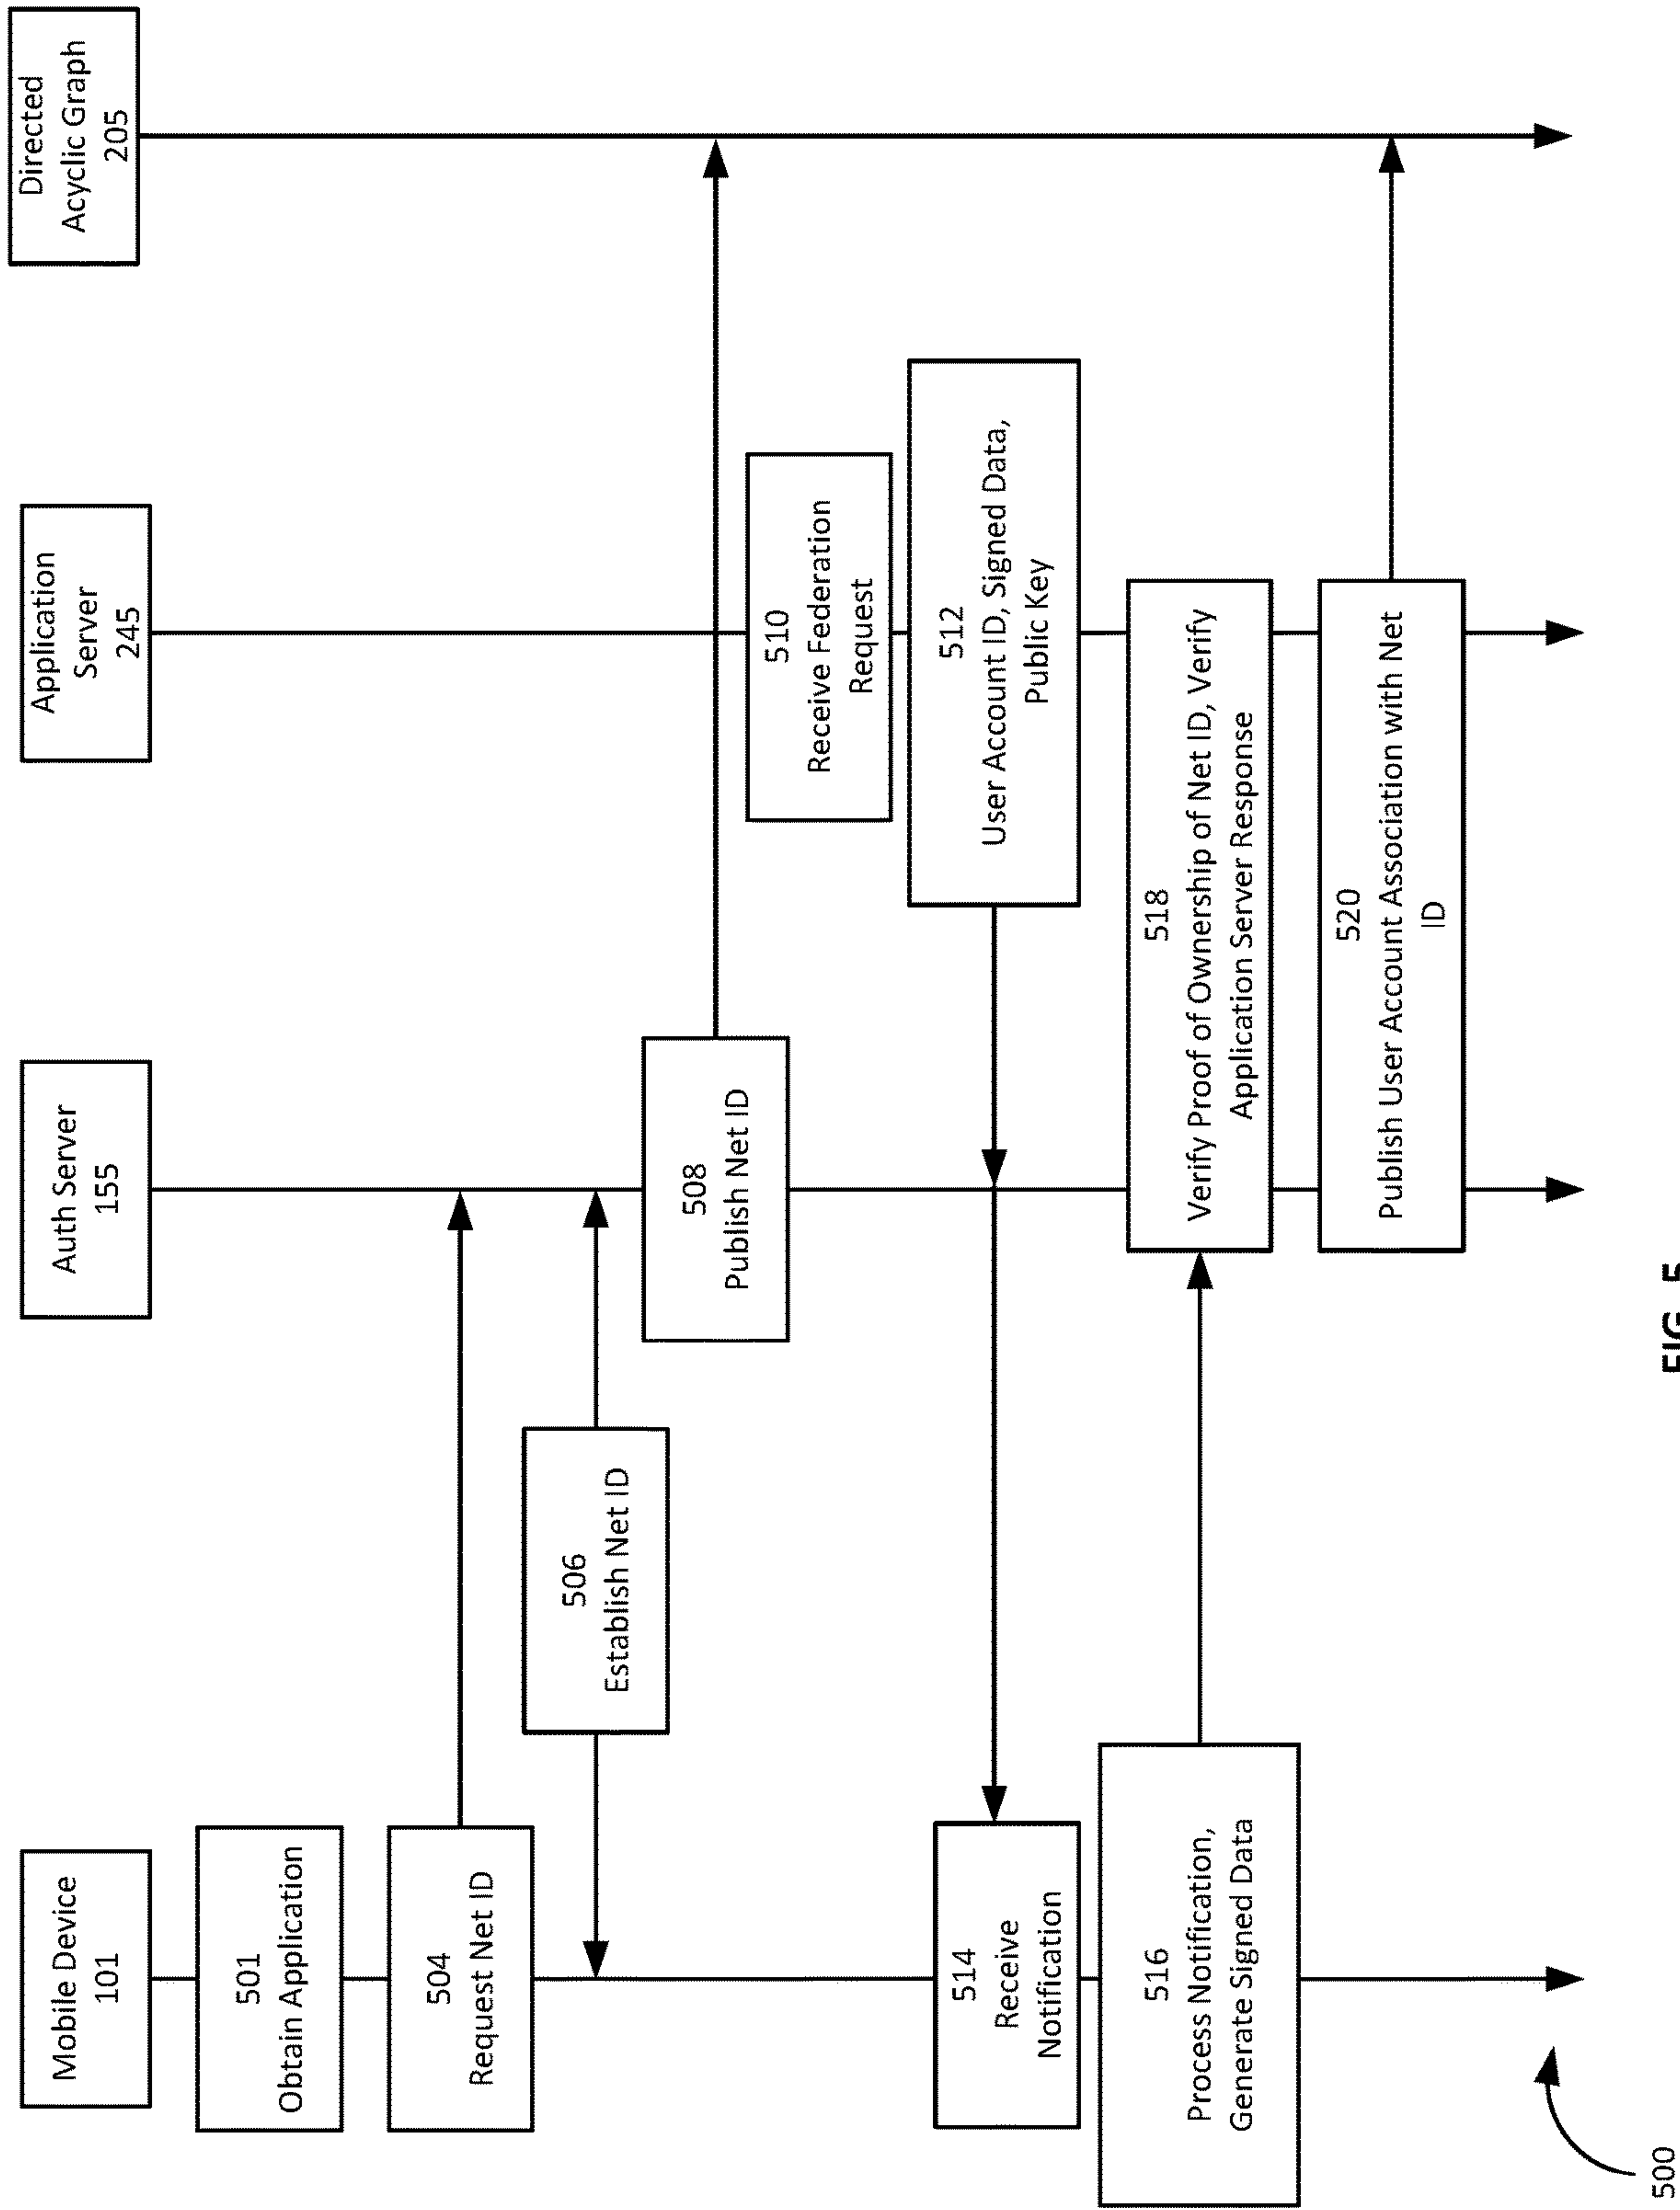 Mobile Device
101
Auth Server
155
Application
Server
245
Directed
Acyclic Graph
205
501
Obtain Application
504
Request Net ID
506
Establish Net ID
508
Publish Net ID
510
Receive Federation
Request
512
User Account ID, Signed Data,
Public Key
514
Receive
Notification
516
Process Notification,
Generate Signed Data
518
Verify Proof of Ownership of Net ID, Verify
Application Server Response
520
Publish User Account Association with Net
ID
500
FIG. 5